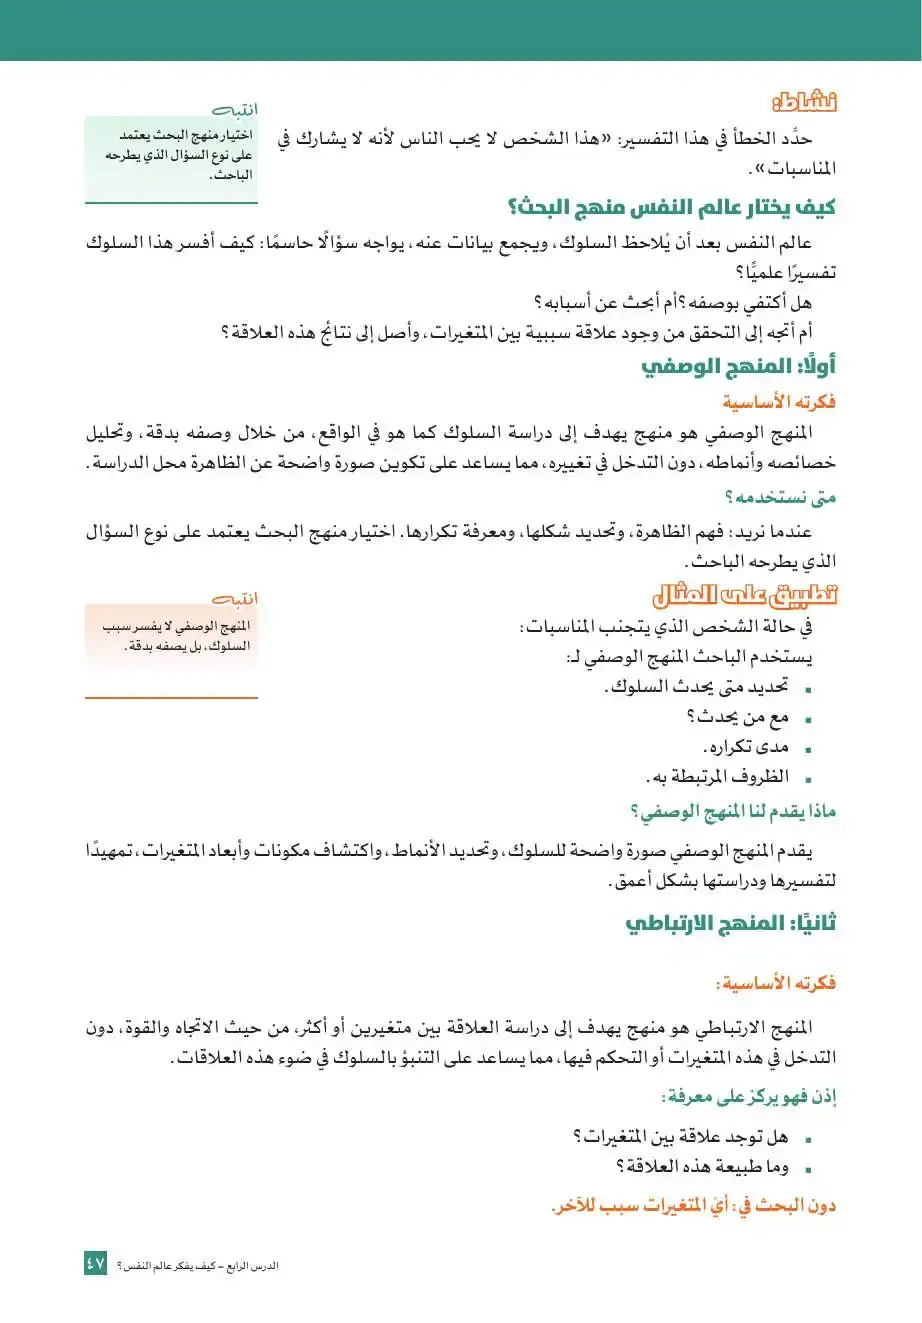 نشاط:
حدِّد الخطأ في هذا التفسير: «هذا الشخص لا يحب الناس لأنه لا يشارك في
المناسبات».
انتبه
اختيار منهج البحث يعتمد
على نوع السؤال الذي يطرحه
الباحث.
كيف يختار عالم النفس منهج البحث؟
عالم النفس بعد أن يُلاحظ السلوك، ويجمع بيانات عنه، يواجه سؤالًا حاسمًا: كيف أفسر هذا السلوك
تفسيرًا علميًّا؟
هل أكتفي بوصفه؟ أم أبحث عن أسبابه؟
أم أتجه إلى التحقق من وجود علاقة سببية بين المتغيرات، وأصل إلى نتائج هذه العلاقة؟
أولًا: المنهج الوصفي
فكرته الأساسية
المنهج الوصفي هو منهج يهدف إلى دراسة السلوك كما هو في الواقع، من خلال وصفه بدقة، وتحليل
خصائصه وأنماطه، دون التدخل في تغييره، مما يساعد على تكوين صورة واضحة عن الظاهرة محل الدراسة.
متى نستخدمه؟
عندما نريد: فهم الظاهرة، وتحديد شكلها، ومعرفة تكرارها. اختيار منهج البحث يعتمد على نوع السؤال
الذي يطرحه الباحث.
تطبيق على المثال
في حالة الشخص الذي يتجنب المناسبات:
يستخدم الباحث المنهج الوصفي لـ:
▪ تحديد متى يحدث السلوك.
▪ مع من يحدث؟
▪ مدى تكراره.
▪ الظروف المرتبطة به.
انتبه
المنهج الوصفي لا يفسر سبب
السلوك، بل يصفه بدقة.
ماذا يقدم لنا المنهج الوصفي؟
يقدم المنهج الوصفي صورة واضحة للسلوك، وتحديد الأنماط، واكتشاف مكونات وأبعاد المتغيرات، تمهيدًا
لتفسيرها ودراستها بشكل أعمق.
ثانيًا: المنهج الارتباطي
فكرته الأساسية:
المنهج الارتباطي هو منهج يهدف إلى دراسة العلاقة بين متغيرين أو أكثر، من حيث الاتجاه والقوة، دون
التدخل في هذه المتغيرات أو التحكم فيها، مما يساعد على التنبؤ بالسلوك في ضوء هذه العلاقات.
إذن فهو يركز على معرفة:
▪ هل توجد علاقة بين المتغيرات؟
▪ وما طبيعة هذه العلاقة؟
دون البحث في: أيّ المتغيرات سبب للآخر.
الدرس الرابع – كيف يفكر عالم النفس؟ ٤٧